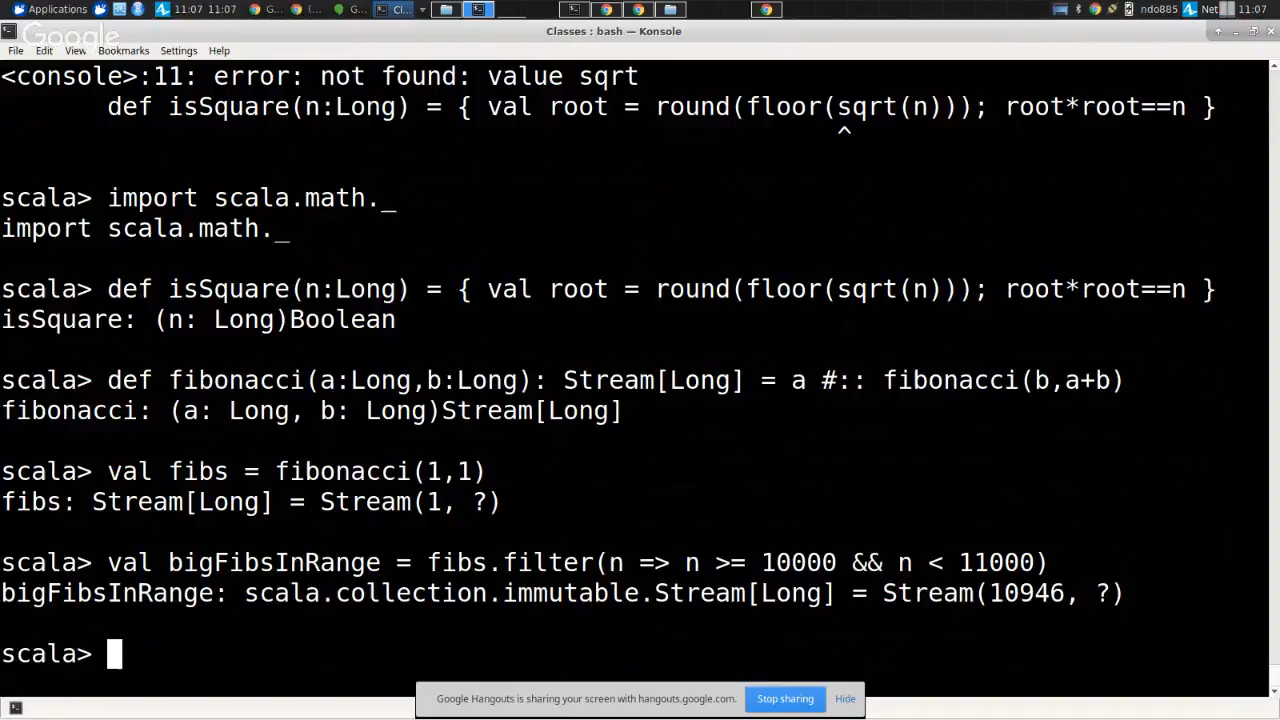 Applications 11:07 11:07 G... (... G... Cl... ndo885 Net 11:07
Google
Classes : bash — Konsole
File Edit View Bookmarks Settings Help
<console>:11: error: not found: value sqrt
def isSquare(n:Long) = { val root = round(floor(sqrt(n))); root*root==n }
^
scala> import scala.math._
import scala.math._
scala> def isSquare(n:Long) = { val root = round(floor(sqrt(n))); root*root==n }
isSquare: (n: Long)Boolean
scala> def fibonacci(a:Long,b:Long): Stream[Long] = a #:: fibonacci(b,a+b)
fibonacci: (a: Long, b: Long)Stream[Long]
scala> val fibs = fibonacci(1,1)
fibs: Stream[Long] = Stream(1, ?)
scala> val bigFibsInRange = fibs.filter(n => n >= 10000 && n < 11000)
bigFibsInRange: scala.collection.immutable.Stream[Long] = Stream(10946, ?)
scala>
Google Hangouts is sharing your screen with hangouts.google.com. Stop sharing Hide